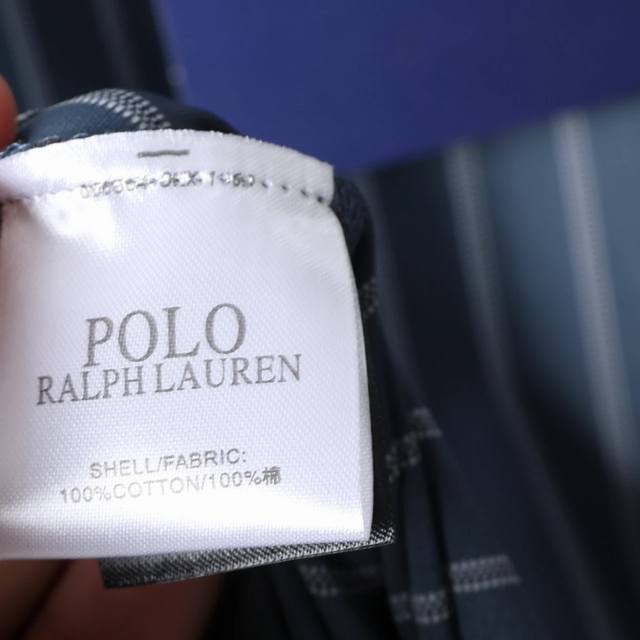 POLO
RALPH LAUREN
SHELL/FABRIC:
100%COTTON/100%棉